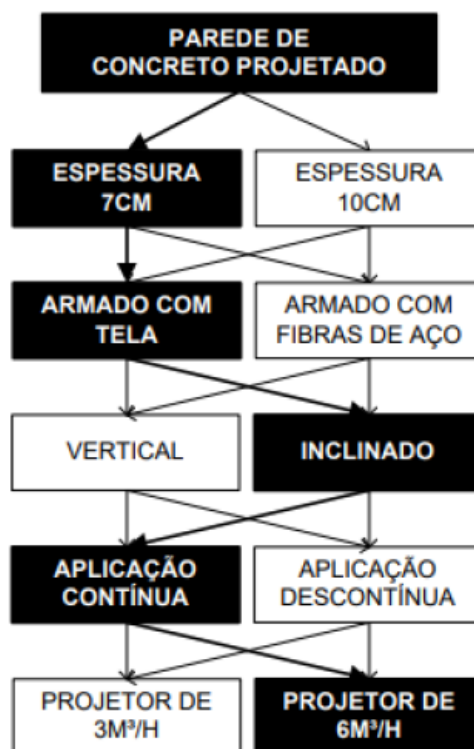 PAREDE DE
CONCRETO PROJETADO
ESPESSURA
7CM
ESPESSURA
10CM
ARMADO COM
TELA
ARMADO COM
FIBRAS DE AÇO
VERTICAL
INCLINADO
APLICAÇÃO
CONTÍNUA
APLICAÇÃO
DESCONTÍNUA
PROJETOR DE
3M³/H
PROJETOR DE
6M³/H